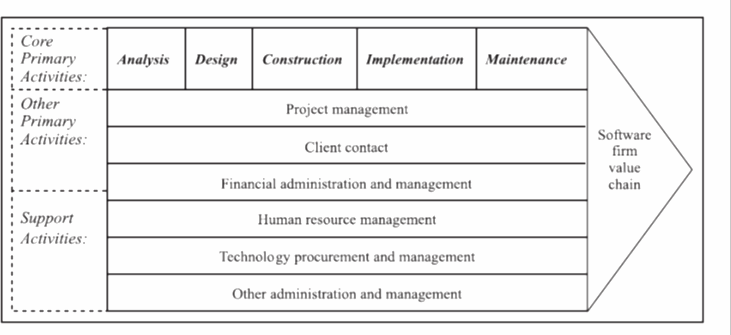 Core
Primary
Activities:
Analysis
Design
Construction
Implementation
Maintenance
Other
Primary
Activities:
Project management
Client contact
Financial administration and management
Support
Activities:
Human resource management
Technology procurement and management
Other administration and management
Software
firm
value
chain